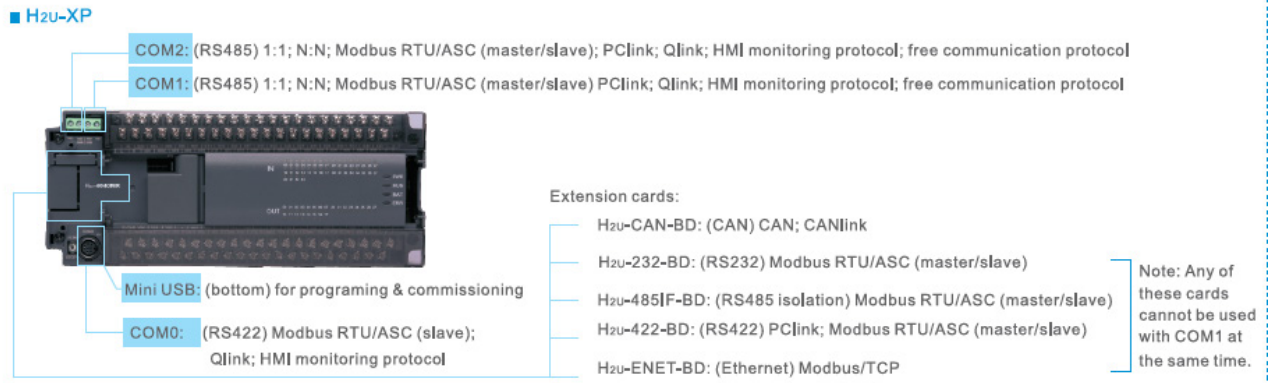 H2U-XP
COM2: (RS485) 1:1; N:N; Modbus RTU/ASC (master/slave); PClink; Qlink; HMI monitoring protocol; free communication protocol
COM1: (RS485) 1:1; N:N; Modbus RTU/ASC (master/slave) PClink; Qlink; HMI monitoring protocol; free communication protocol
IN
OUT
Mini USB: (bottom) for programing & commissioning
COM0: (RS422) Modbus RTU/ASC (slave);
Qlink; HMI monitoring protocol
Extension cards:
H2U-CAN-BD: (CAN) CAN; CANlink
H2U-232-BD: (RS232) Modbus RTU/ASC (master/slave)
H2U-485IF-BD: (RS485 isolation) Modbus RTU/ASC (master/slave)
H2U-422-BD: (RS422) PClink; Modbus RTU/ASC (master/slave)
H2U-ENET-BD: (Ethernet) Modbus/TCP
Note: Any of
these cards
cannot be used
with COM1 at
the same time.